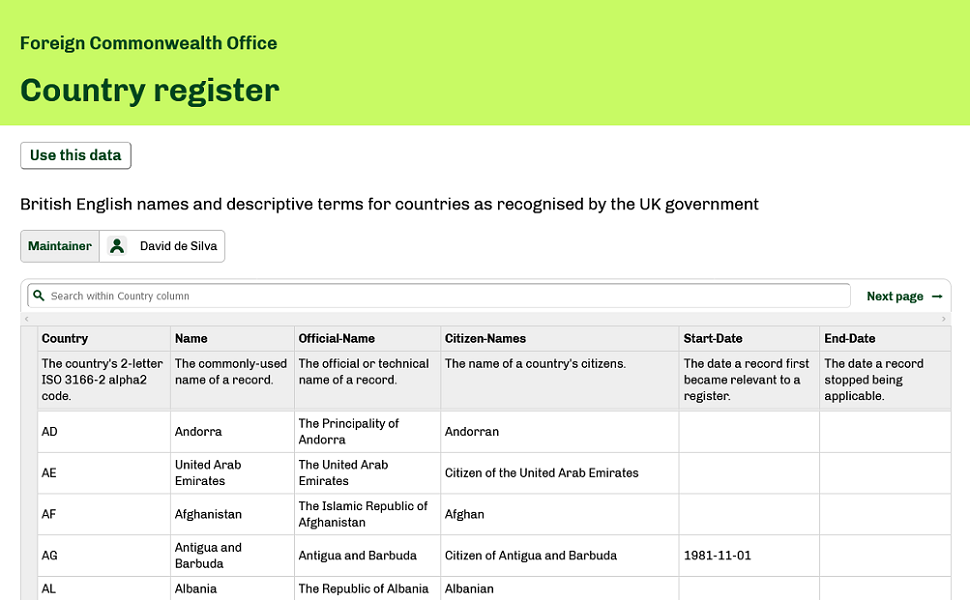 Foreign Commonwealth Office
Country register
Use this data
British English names and descriptive terms for countries as recognised by the UK government
Maintainer David de Silva
Search within Country column Next page →
Country Name Official-Name Citizen-Names Start-Date End-Date
The country's 2-letter The commonly-used The official or technical The name of a country's citizens. The date a record first The date a record
ISO 3166-2 alpha2 name of a record. name of a record. became relevant to a stopped being
code. register. applicable.
AD Andorra The Principality of Andorran
Andorra
AE United Arab The United Arab Citizen of the United Arab Emirates
Emirates Emirates
AF Afghanistan The Islamic Republic of Afghan
Afghanistan
AG Antigua and Antigua and Barbuda Citizen of Antigua and Barbuda 1981-11-01
Barbuda
AL Albania The Republic of Albania Albanian